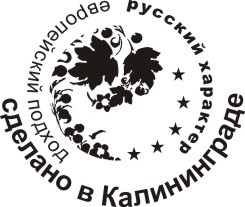 европейский подход
русский характер
сделано в Калининграде